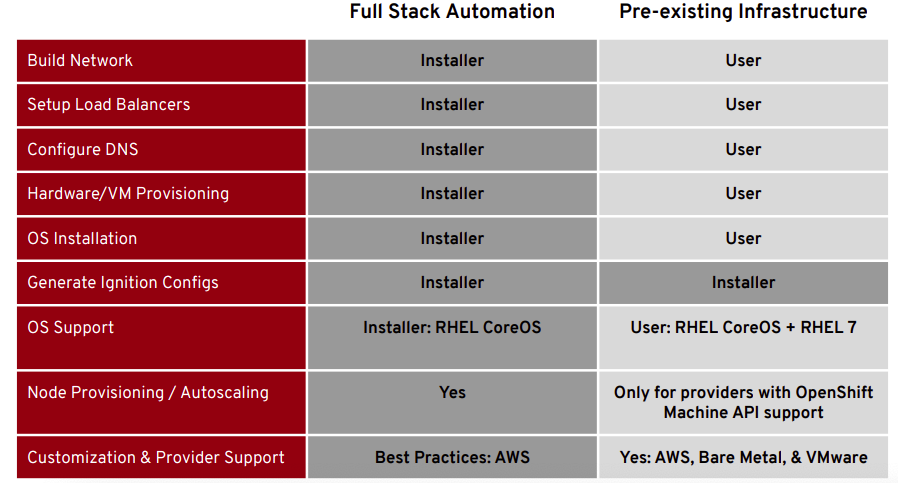 Full Stack Automation Pre-existing Infrastructure
Build Network Installer User
Setup Load Balancers Installer User
Configure DNS Installer User
Hardware/VM Provisioning Installer User
OS Installation Installer User
Generate Ignition Configs Installer Installer
OS Support Installer: RHEL CoreOS User: RHEL CoreOS + RHEL 7
Node Provisioning / Autoscaling Yes Only for providers with OpenShift
Machine API support
Customization & Provider Support Best Practices: AWS Yes: AWS, Bare Metal, & VMware